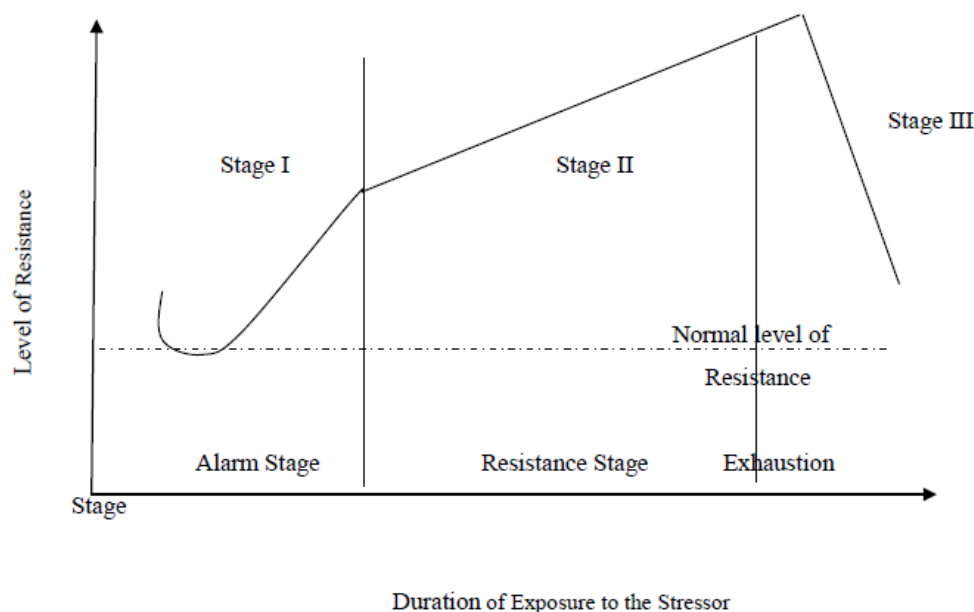 Stage III
Stage I
Stage II
Level of Resistance
Normal level of
Resistance
Alarm Stage
Resistance Stage
Exhaustion
Stage
Duration of Exposure to the Stressor